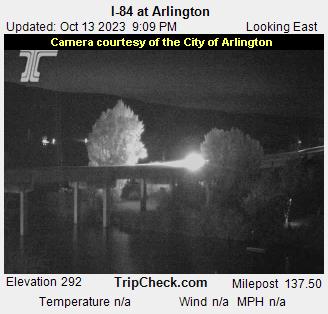 I-84 at Arlington
Updated: Oct 13 2023 9:09 PM Looking East
Camera courtesy of the City of Arlington
Elevation 292 TripCheck.com Milepost 137.50
Temperature n/a Wind n/a MPH n/a